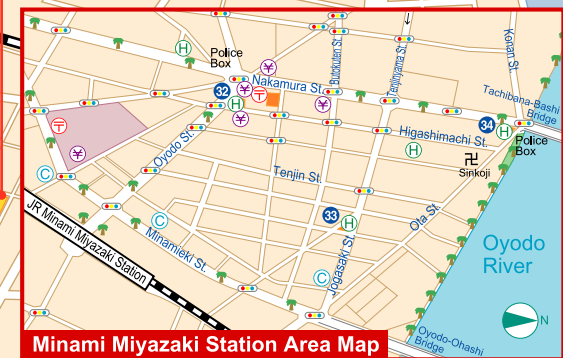 Police
Box
Butokuten St.
Tenjinyama St.
Konan St.
Nakamura St.
Tachibana-Bashi
Bridge
¥
¥
¥
¥
¥
〒
〒
H
H
H
H
H
32
34
33
Higashimachi St.
Police
Box
卍
Sinkoji
Oyodo St.
Tenjin St.
C
C
C
Ota St.
Jogasaki St.
Minamieki St.
JR Minami Miyazaki Station
Oyodo
River
N
Oyodo-Ohashi
Bridge
Minami Miyazaki Station Area Map